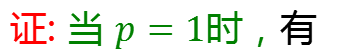 证: 当 p = 1时，有